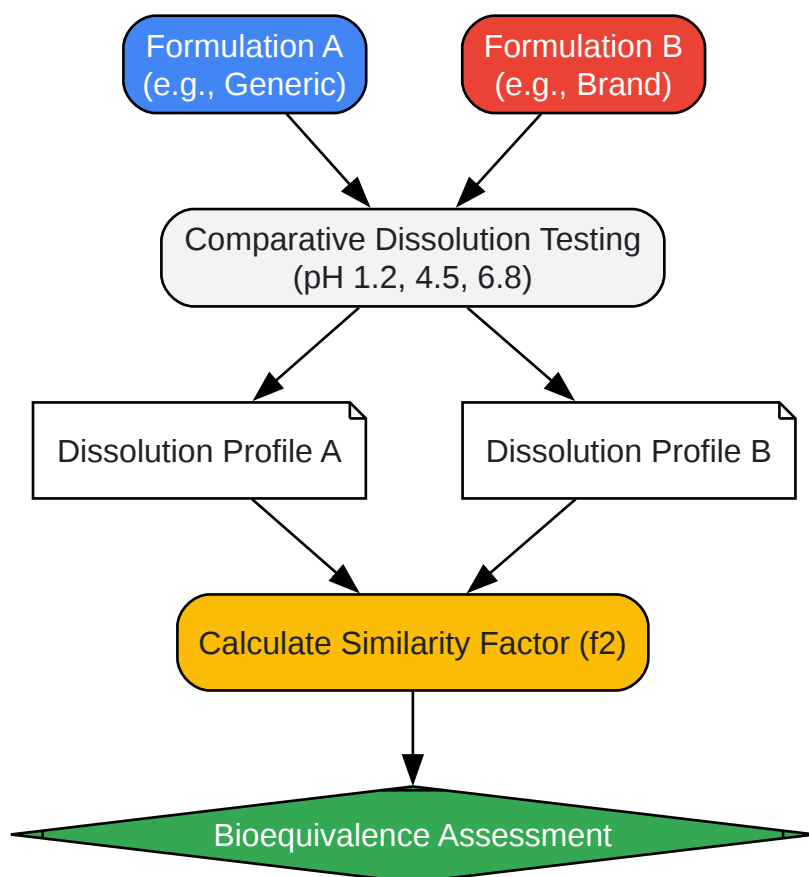 Formulation A
(e.g., Generic)
Formulation B
(e.g., Brand)
Comparative Dissolution Testing
(pH 1.2, 4.5, 6.8)
Dissolution Profile A
Dissolution Profile B
Calculate Similarity Factor (f2)
Bioequivalence Assessment